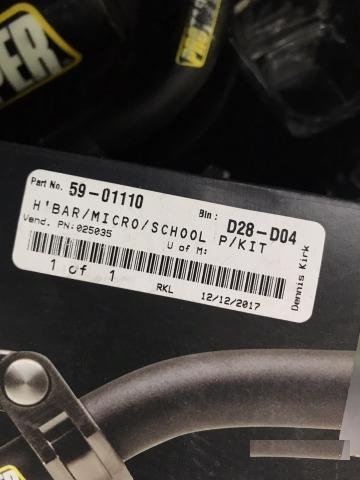 PER
Part No. 59-01110 Bin: D28-D04
H'BAR/MICRO/SCHOOL P/KIT
Vend. PN:025035 U of M:
1 of 1 RKL 12/12/2017
Dennis Kirk